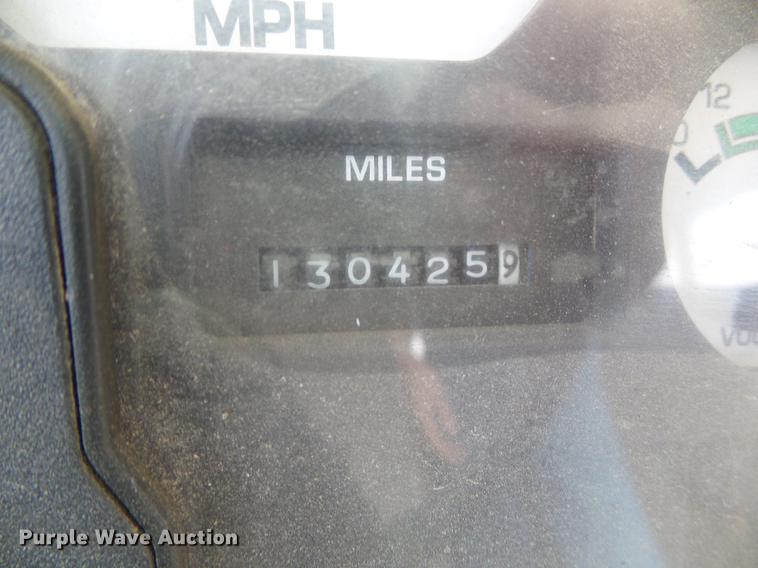 MPH
12
MILES
1304259
Purple Wave Auction